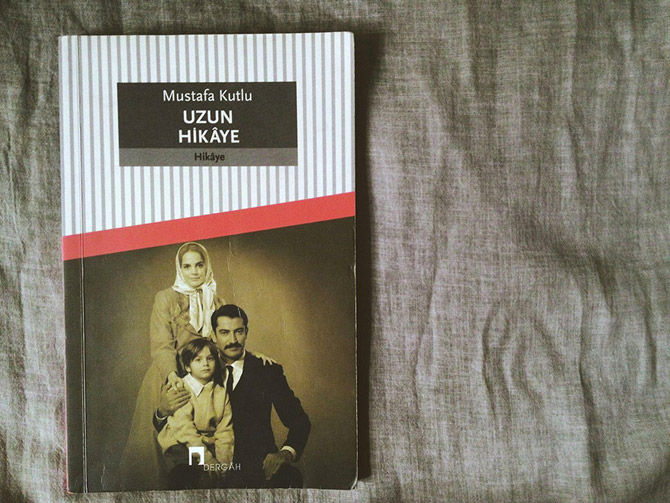 Mustafa Kutlu
UZUN
HİKÂYE
Hikâye
DERGÂH